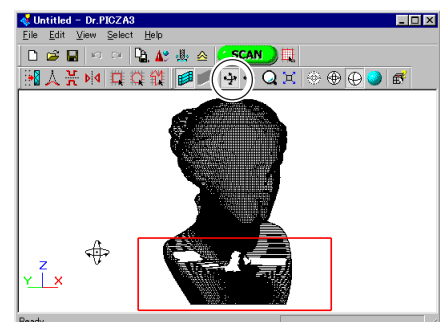 Untitled - Dr.PICZA3
File Edit View Select Help
SCAN
Z
Y X
Ready